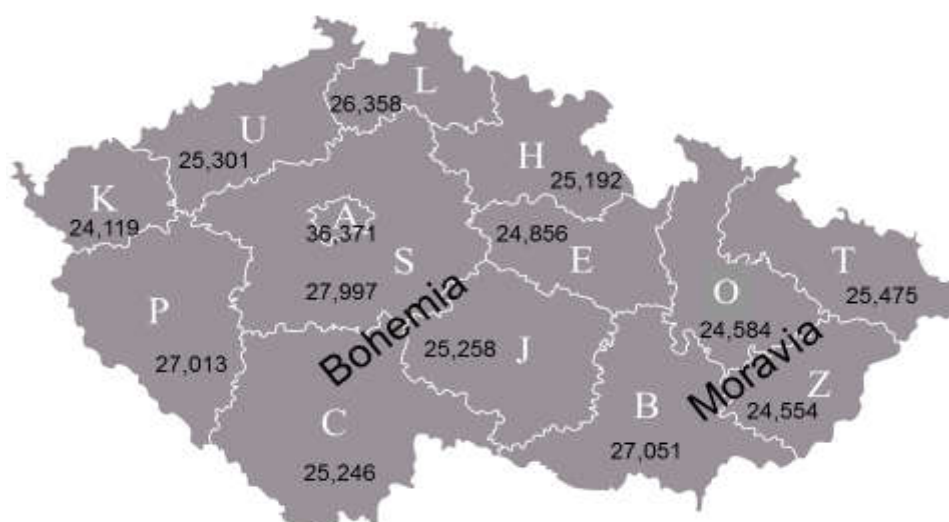 L
26,358
U
25,301
H
25,192
K
24,119
A
36,371
24,856
E
S
27,997
T
25,475
O
24,584
P
27,013
Bohemia
25,258
J
Moravia
Z
24,554
B
27,051
C
25,246